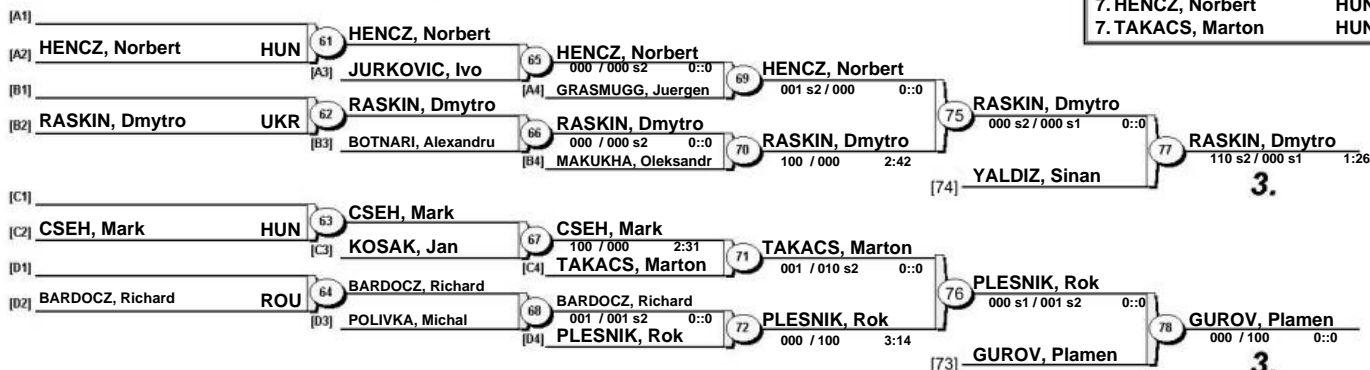 7. HENCZ, Norbert HUN
7. TAKACS, Marton HUN
[A1]
[A2] HENCZ, Norbert HUN 61 HENCZ, Norbert
[A3] JURKOVIC, Ivo 65 HENCZ, Norbert
000 / 000 s2 0::0
[A4] GRASMUGG, Juergen 69 HENCZ, Norbert
001 s2 / 000 0::0
[B1]
[B2] RASKIN, Dmytro UKR 62 RASKIN, Dmytro
[B3] BOTNARI, Alexandru 66 RASKIN, Dmytro
000 / 000 s2 0::0
[B4] MAKUKHA, Oleksandr 70 RASKIN, Dmytro
100 / 000 2:42
75 RASKIN, Dmytro
000 s2 / 000 s1 0::0
[74] YALDIZ, Sinan 77 RASKIN, Dmytro
110 s2 / 000 s1 1:26
3.
[C1]
[C2] CSEH, Mark HUN 63 CSEH, Mark
[C3] KOSAK, Jan 67 CSEH, Mark
100 / 000 2:31
[C4] TAKACS, Marton 71 TAKACS, Marton
001 / 010 s2 0::0
[D1]
[D2] BARDOCZ, Richard ROU 64 BARDOCZ, Richard
[D3] POLIVKA, Michal 68 BARDOCZ, Richard
001 / 001 s2 0::0
[D4] PLESNIK, Rok 72 PLESNIK, Rok
000 / 100 3:14
76 PLESNIK, Rok
000 s1 / 001 s2 0::0
[73] GUROV, Plamen 78 GUROV, Plamen
000 / 100 0::0
3.